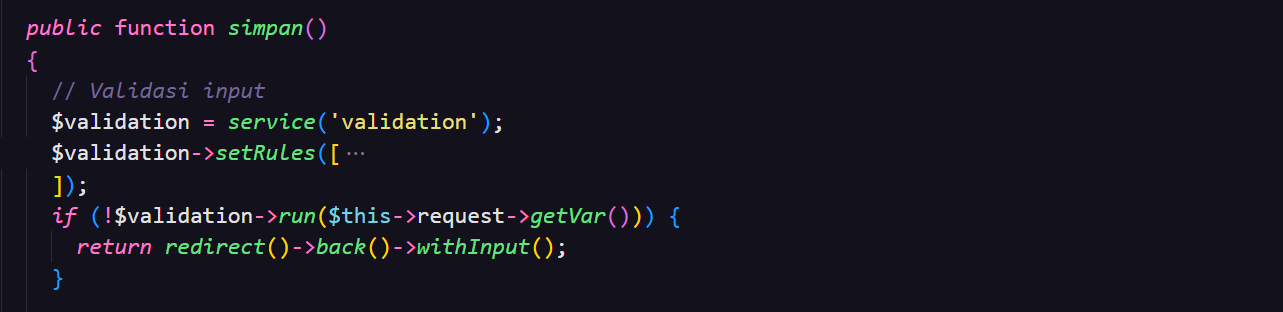 public function simpan()
{
// Validasi input
$validation = service('validation');
$validation->setRules([ ···
]);
if (!$validation->run($this->request->getVar())) {
return redirect()->back()->withInput();
}